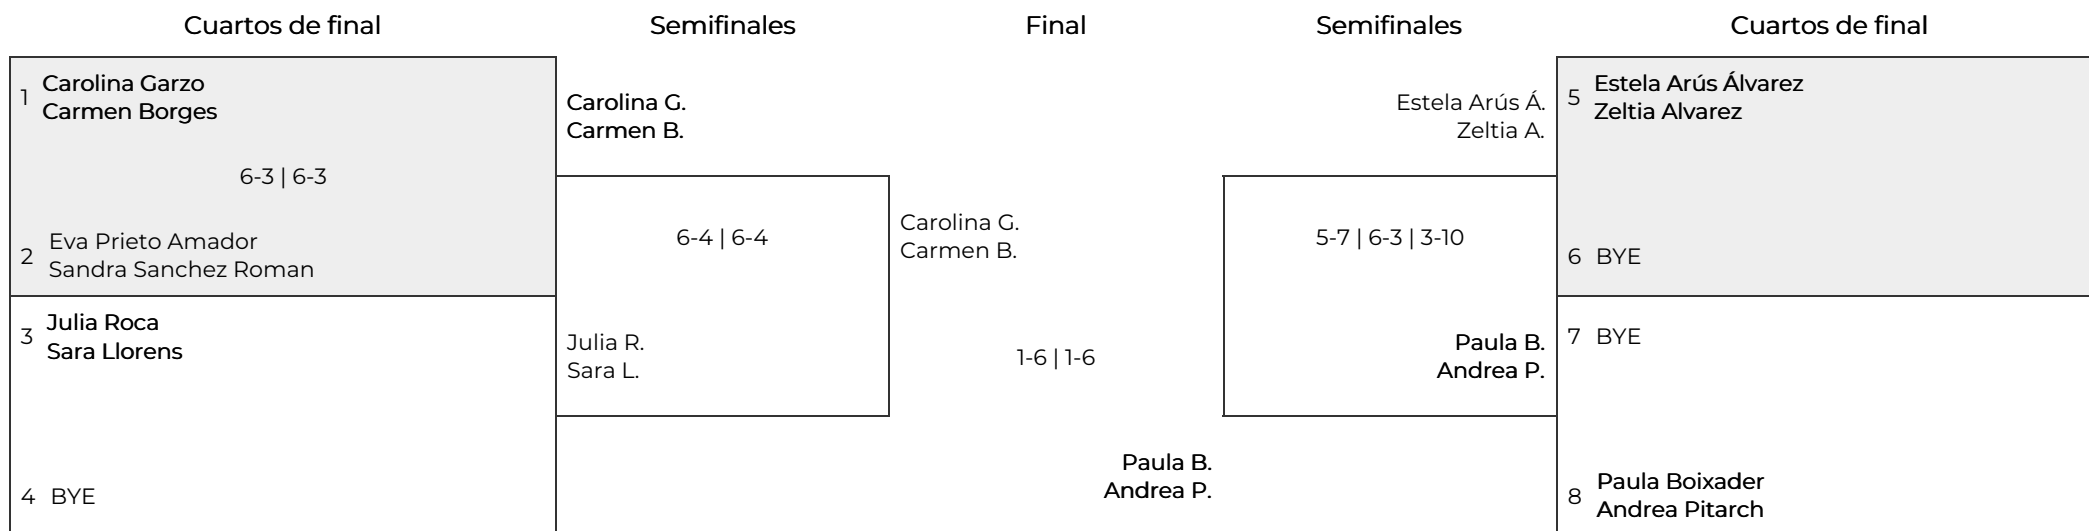 Cuartos de final
Semifinales
Final
Semifinales
Cuartos de final
1
Carolina Garzo
Carmen Borges
6-3 | 6-3
2
Eva Prieto Amador
Sandra Sanchez Roman
3
Julia Roca
Sara Llorens
4 BYE
Carolina G.
Carmen B.
6-4 | 6-4
Julia R.
Sara L.
Carolina G.
Carmen B.
1-6 | 1-6
Paula B.
Andrea P.
Estela Arús Á.
Zeltia A.
5-7 | 6-3 | 3-10
Paula B.
Andrea P.
5
Estela Arús Álvarez
Zeltia Alvarez
6 BYE
7 BYE
8
Paula Boixader
Andrea Pitarch